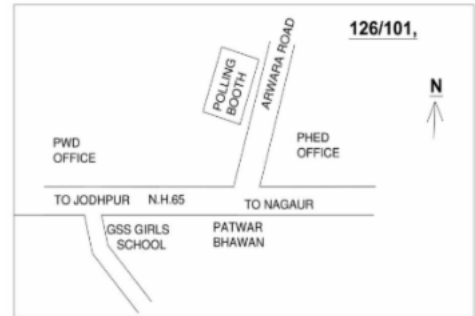 126/101,
N
ARWARA ROAD
POLLING
BOOTH
PHED
OFFICE
PWD
OFFICE
TO JODHPUR N.H.65 TO NAGAUR
GSS GIRLS
SCHOOL
PATWAR
BHAWAN